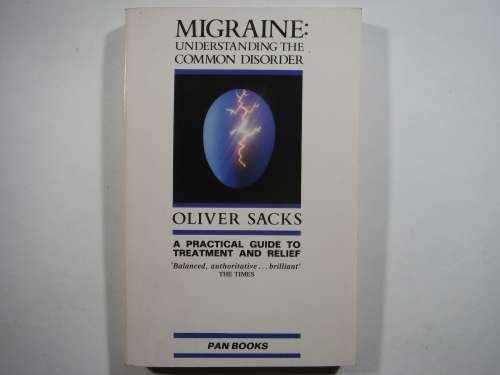 MIGRAINE:
UNDERSTANDING THE
COMMON DISORDER
OLIVER SACKS
A PRACTICAL GUIDE TO
TREATMENT AND RELIEF
'Balanced, authoritative... brilliant'
THE TIMES
PAN BOOKS